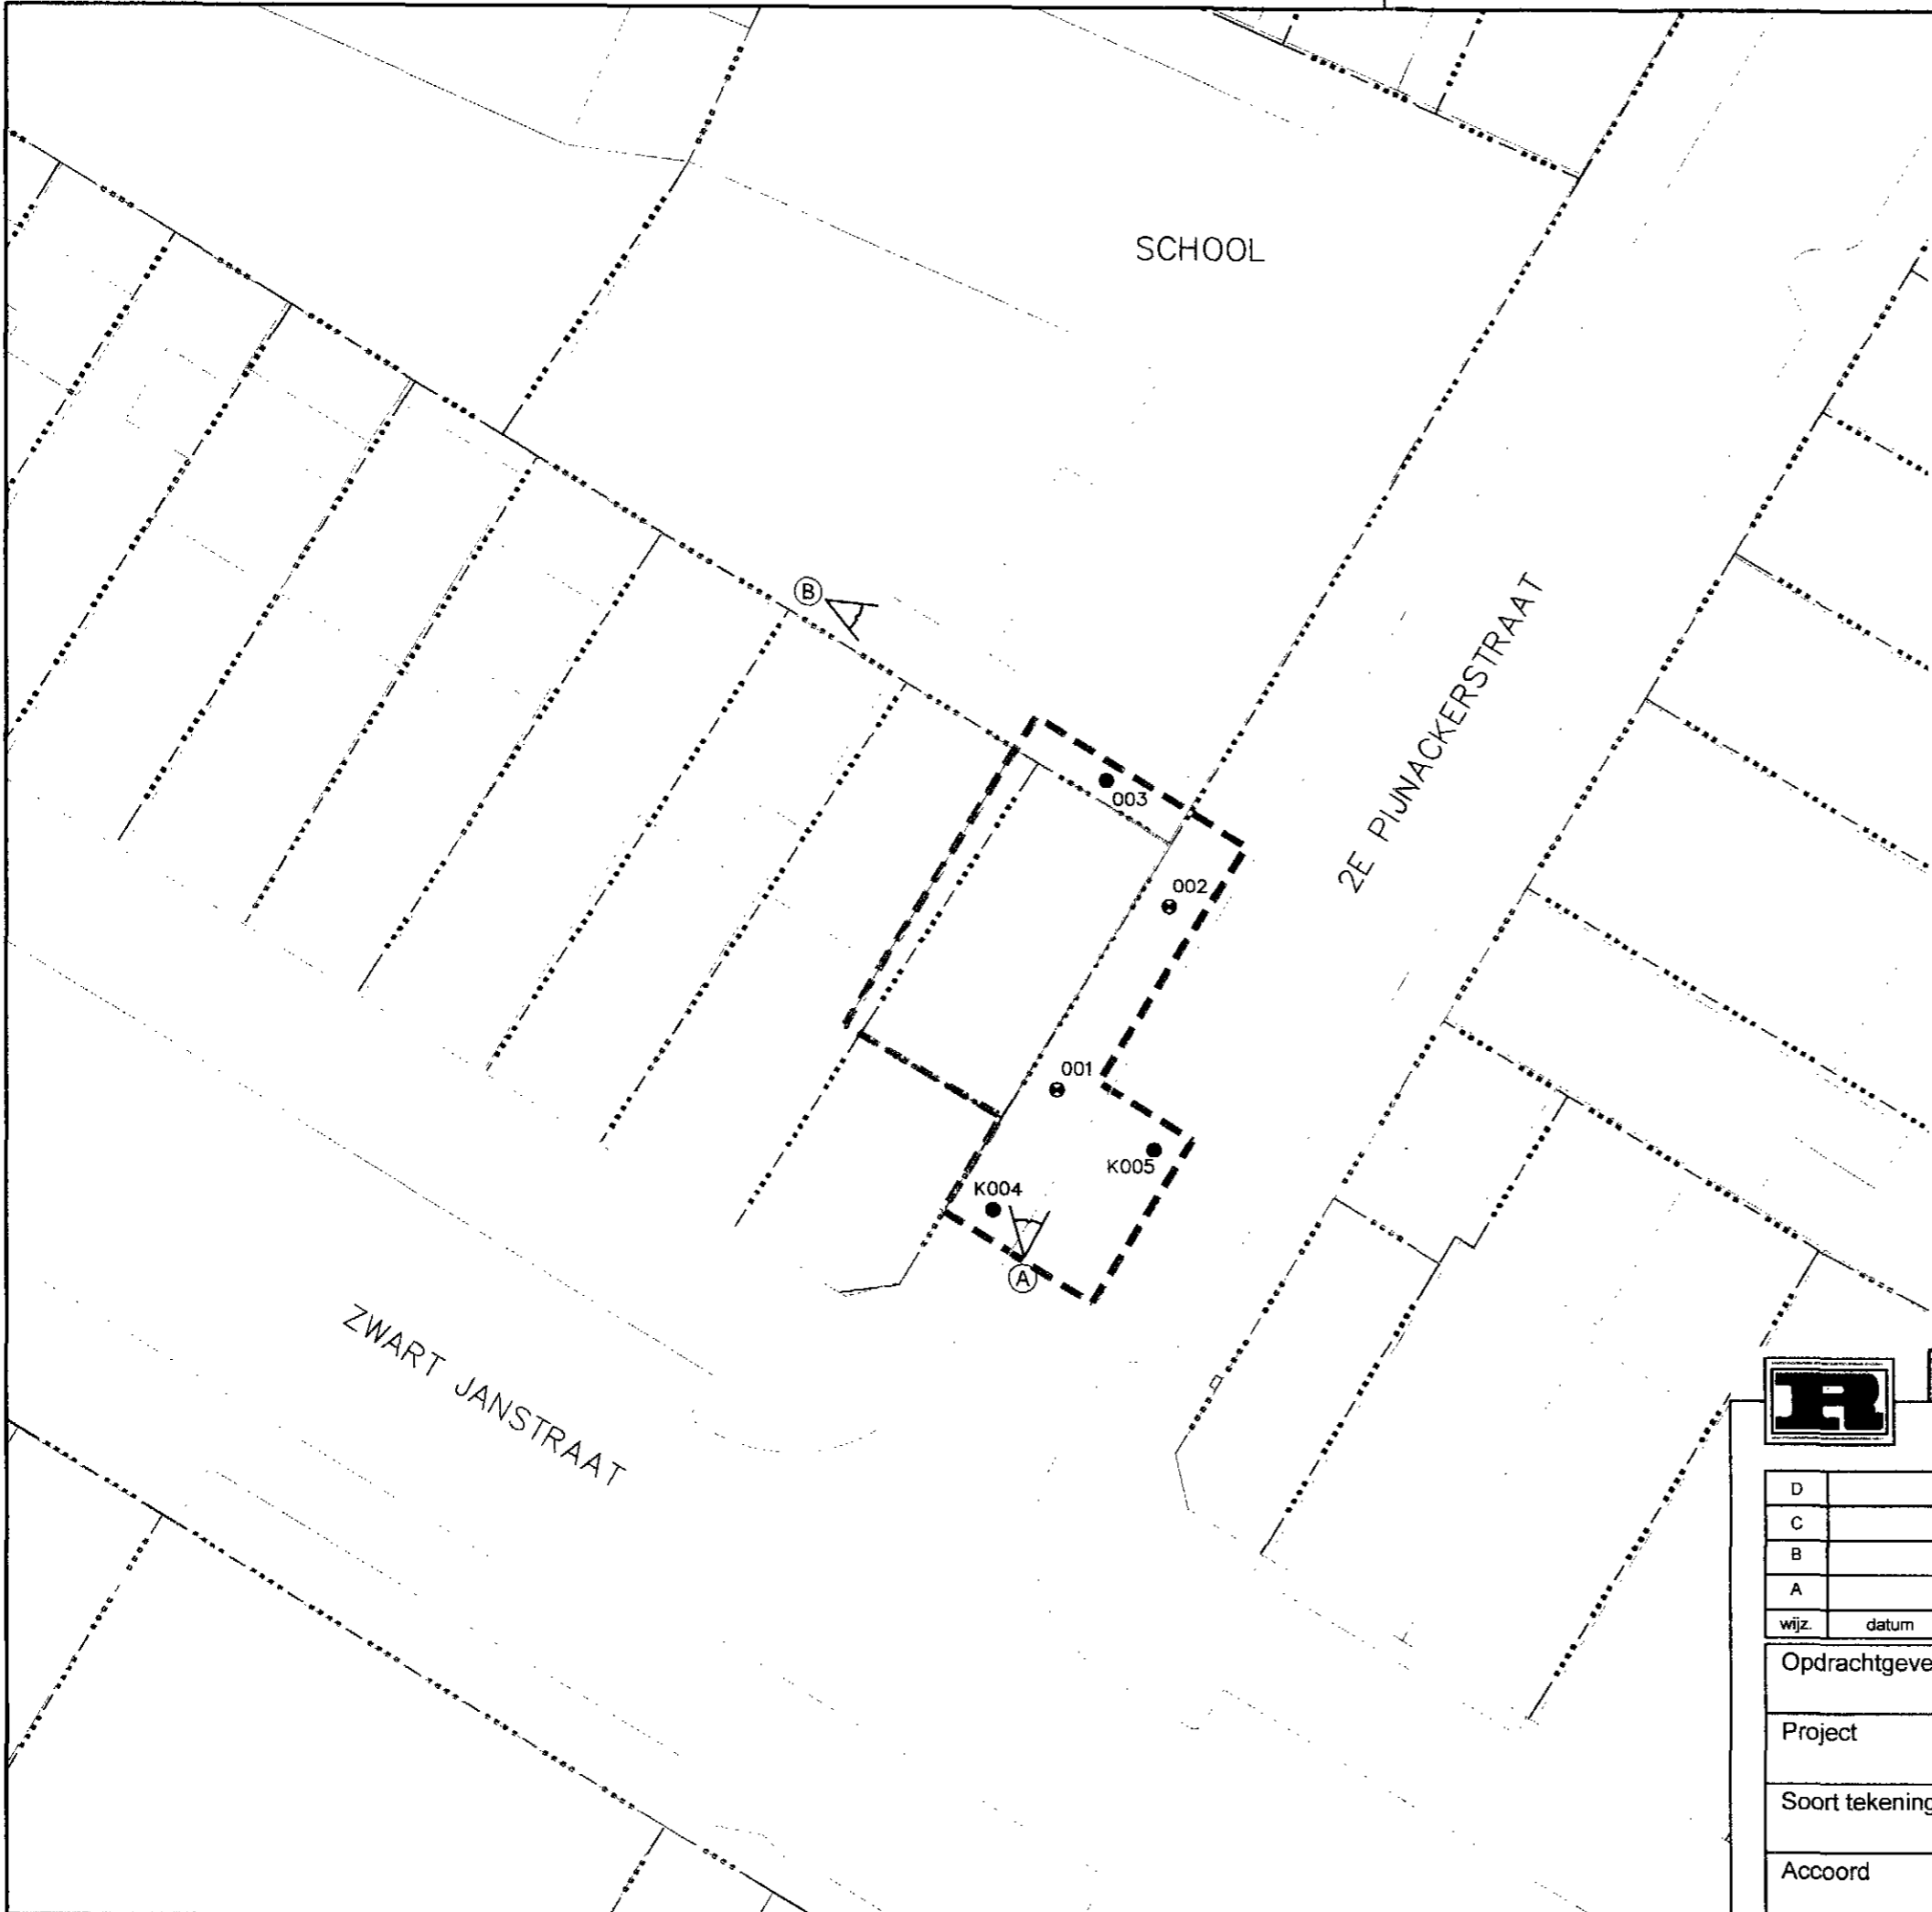 SCHOOL
B
2E PIJNACKERSTRAAT
003
002
001
K005
K004
A
ZWART JANSTRAAT
R
D
C
B
A
wijz. datum
Opdrachtgeve
Project
Soort tekening
Accoord